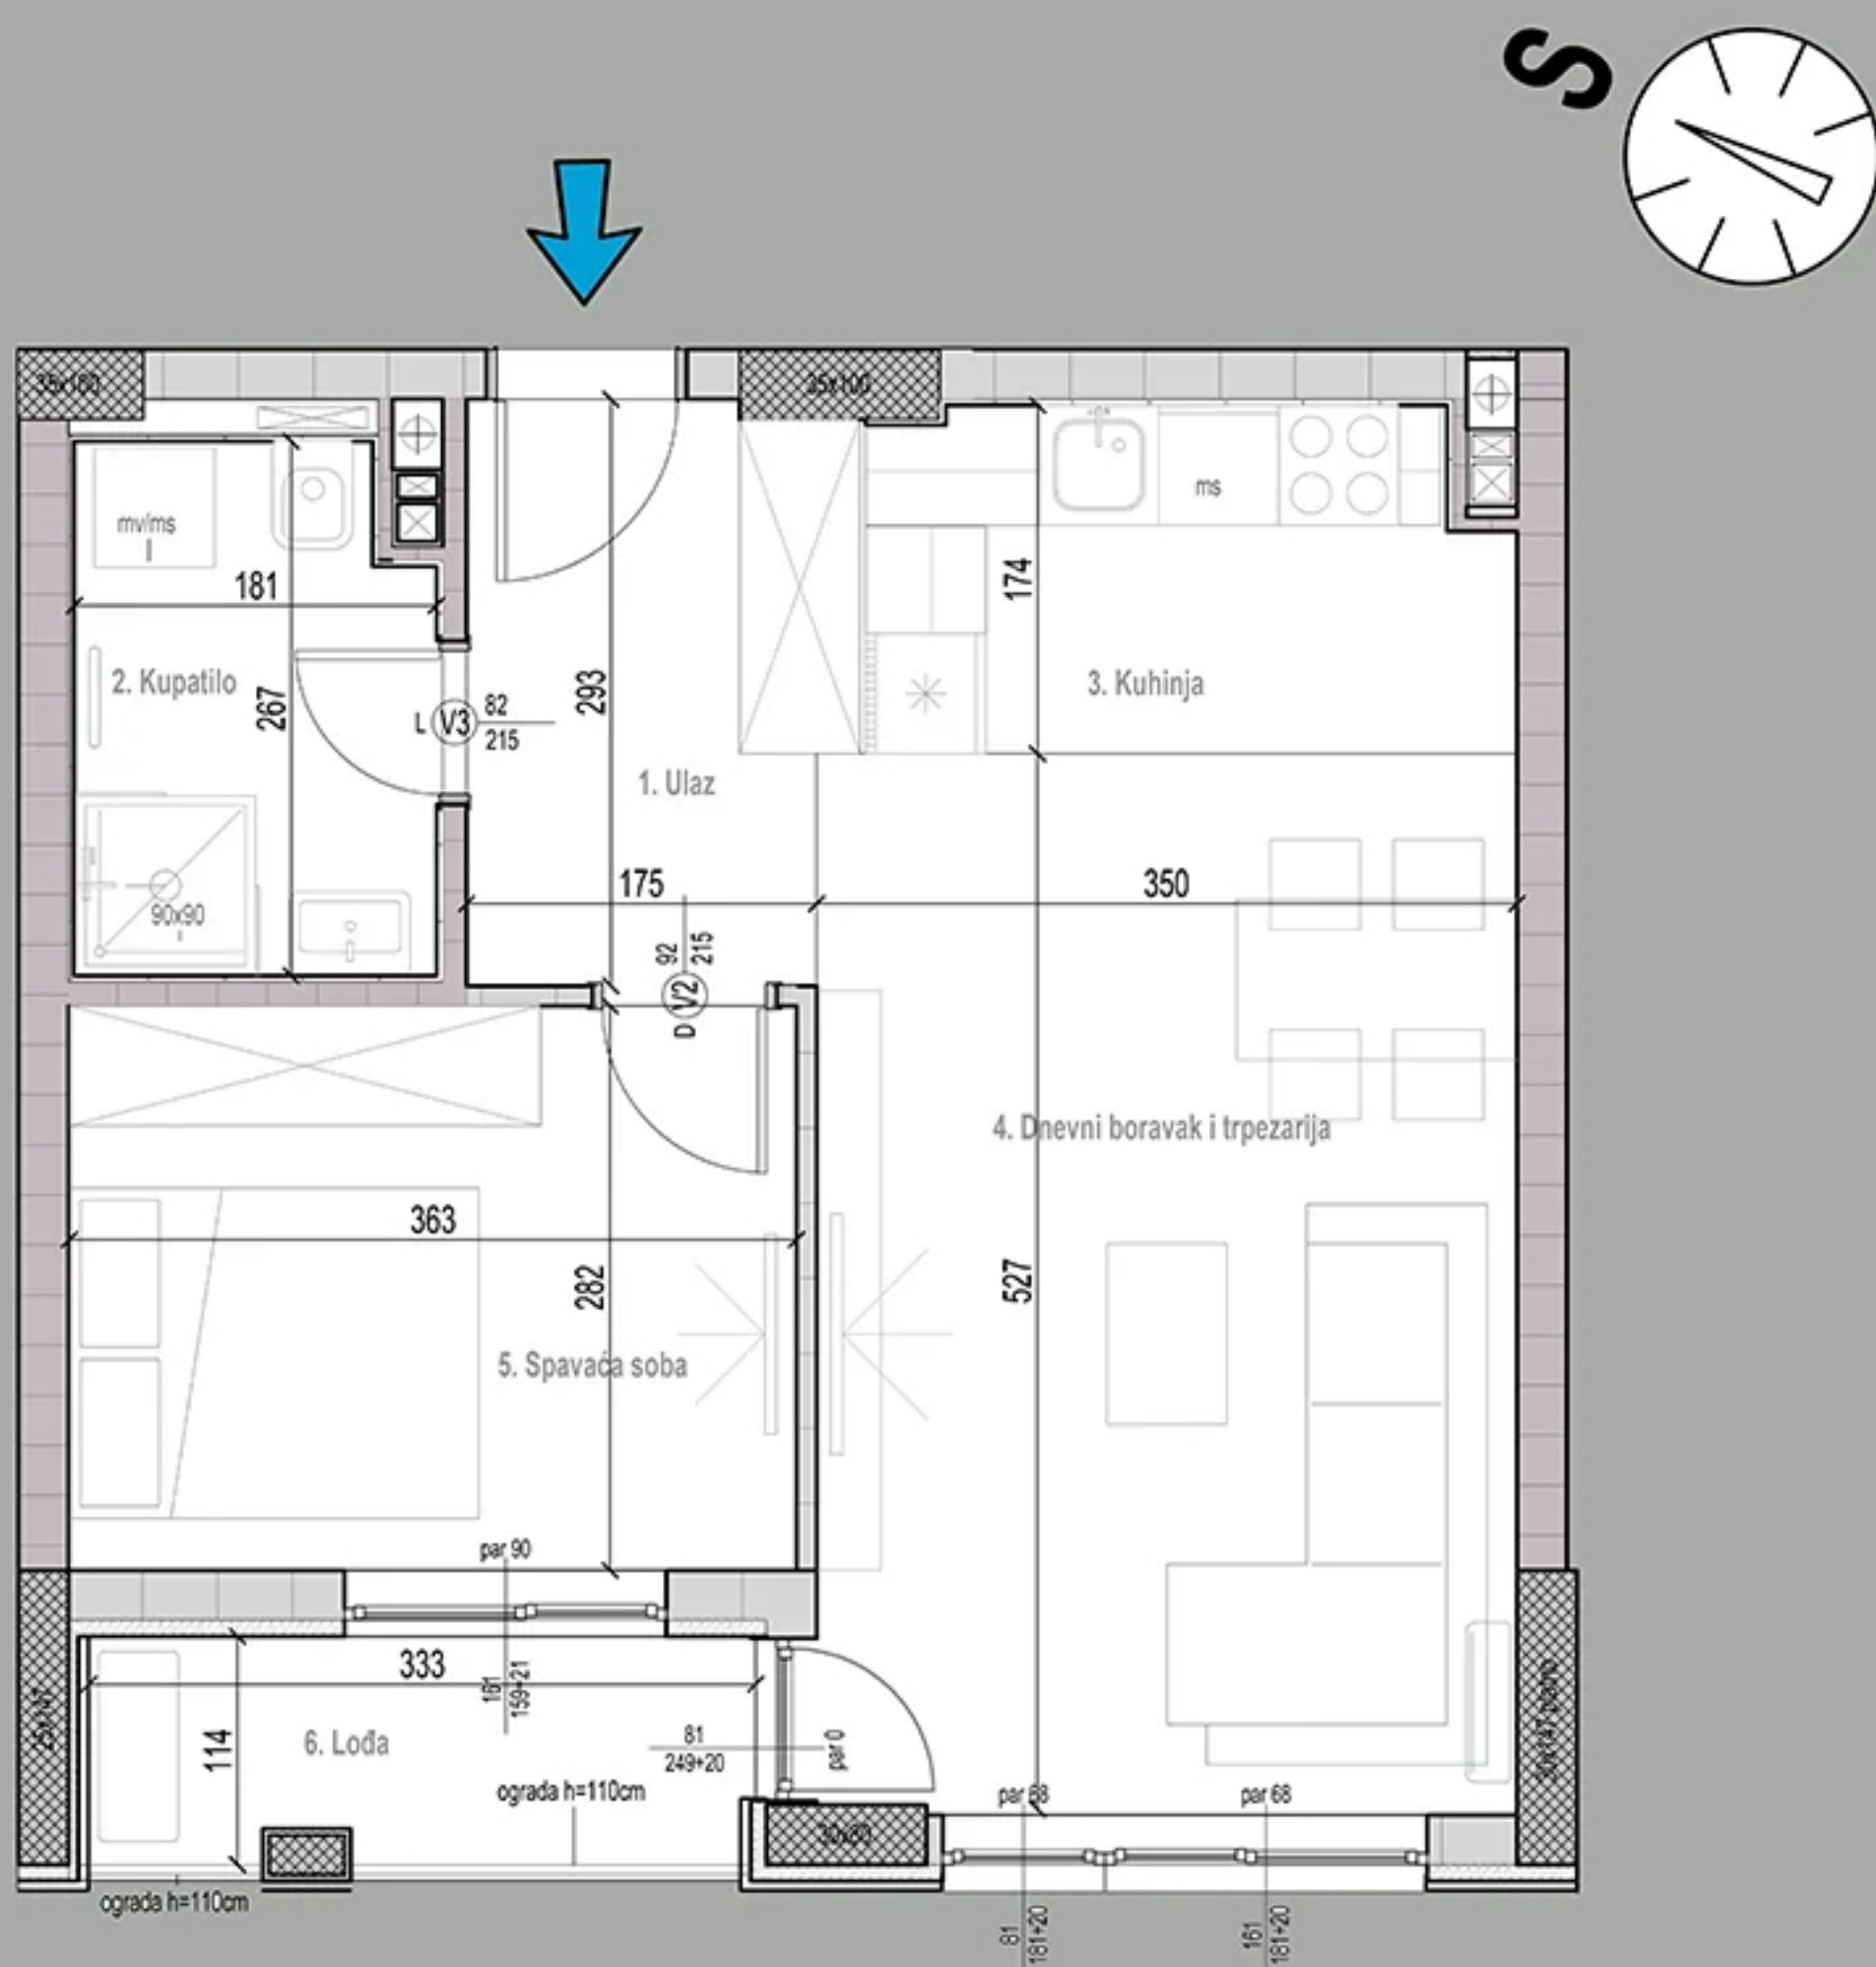 S
35x100
35x100
mv/ms
ms
181
174
2. Kupatilo
267
293
3. Kuhinja
L V3 82
215
1. Ulaz
175
350
90x90
92
215
D V2
4. Dnevni boravak i trpezarija
363
282
527
5. Spavaća soba
par 90
333
161
159+21
114
6. Lođa
81
249+20
par 0
ograda h=110cm
par 68
par 68
30x80
ograda h=110cm
81
181+20
161
181+20